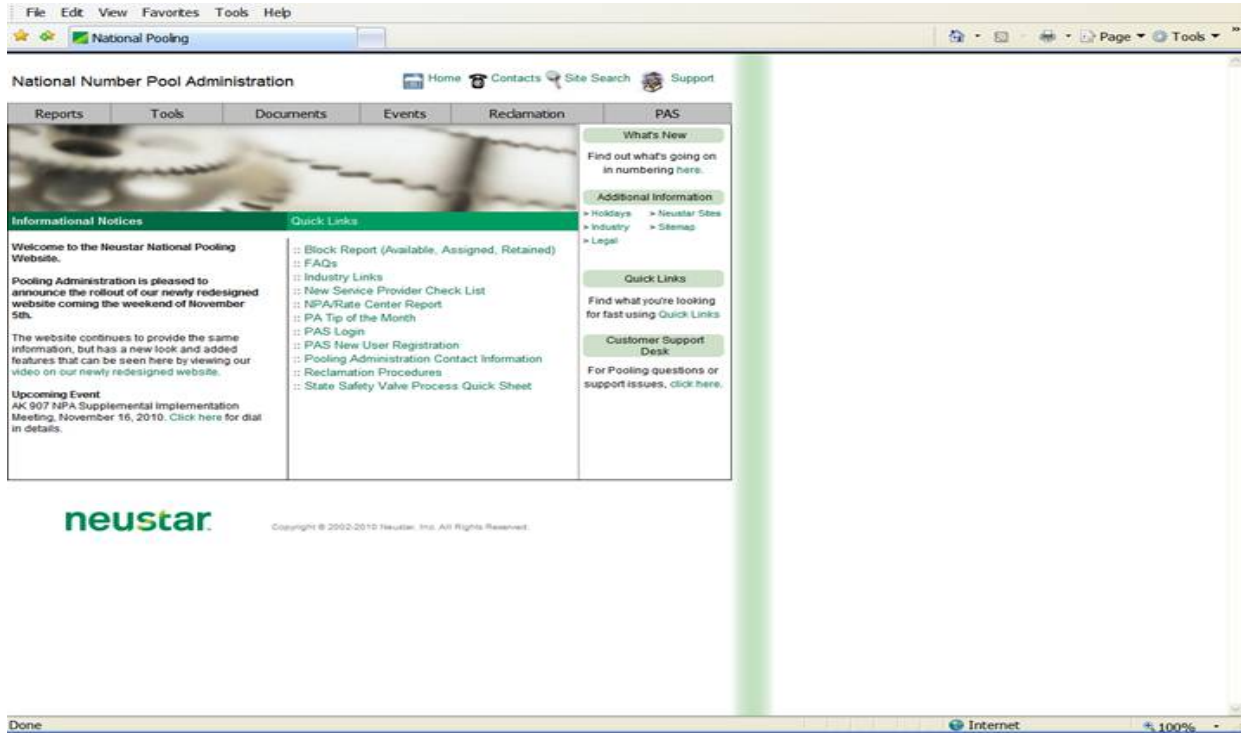 File Edit View Favorites Tools Help
National Pooling
Page Tools
National Number Pool Administration
Home Contacts Site Search Support
Reports Tools Documents Events Reclamation PAS
Informational Notices
Welcome to the Neustar National Pooling
Website.
Pooling Administration is pleased to
announce the rollout of our newly redesigned
website coming the weekend of November
5th.
The website continues to provide the same
information, but has a new look and added
features that can be seen here by viewing our
video on our newly redesigned website.
Upcoming Event
AK 907 NPA Supplemental Implementation
Meeting, November 16, 2010. Click here for dial
in details.
Quick Links
:: Block Report (Available, Assigned, Retained)
:: FAQs
:: Industry Links
:: New Service Provider Check List
:: NPA/Rate Center Report
:: PA Tip of the Month
:: PAS Login
:: PAS New User Registration
:: Pooling Administration Contact Information
:: Reclamation Procedures
:: State Safety Valve Process Quick Sheet
What's New
Find out what's going on
in numbering here.
Additional Information
» Holidays » Neustar Sites
» Industry » Sitemap
» Legal
Quick Links
Find what you're looking
for fast using Quick Links
Customer Support
Desk
For Pooling questions or
support issues, click here.
neustar.
Copyright © 2002-2010 Neustar, Inc. All Rights Reserved.
Done Internet 100%